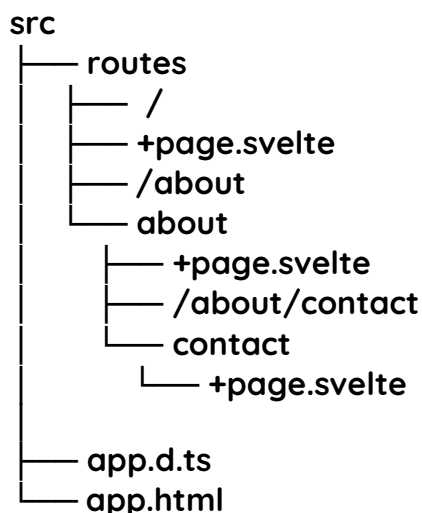 src
routes
/
+page.svelte
/about
about
+page.svelte
/about/contact
contact
+page.svelte
app.d.ts
app.html